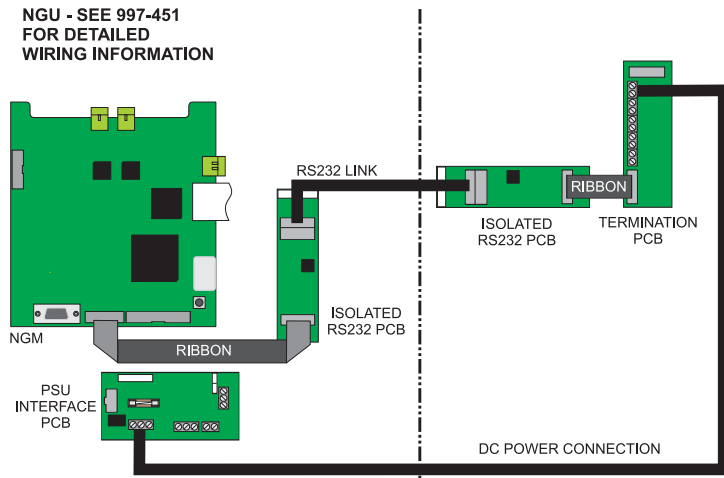 NGU - SEE 997-451
FOR DETAILED
WIRING INFORMATION
RS232 LINK
RIBBON
ISOLATED
RS232 PCB
TERMINATION
PCB
ISOLATED
RS232 PCB
NGM
RIBBON
PSU
INTERFACE
PCB
DC POWER CONNECTION